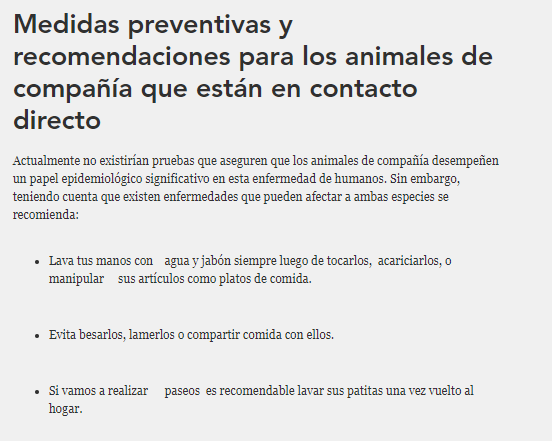 Medidas preventivas y
recomendaciones para los animales de
compañía que están en contacto
directo
Actualmente no existirían pruebas que aseguren que los animales de compañía desempeñen
un papel epidemiológico significativo en esta enfermedad de humanos. Sin embargo,
teniendo cuenta que existen enfermedades que pueden afectar a ambas especies se
recomienda:
• Lava tus manos con agua y jabón siempre luego de tocarlos, acariciarlos, o
manipular sus artículos como platos de comida.
• Evita besarlos, lamerlos o compartir comida con ellos.
• Si vamos a realizar paseos es recomendable lavar sus patitas una vez vuelto al
hogar.